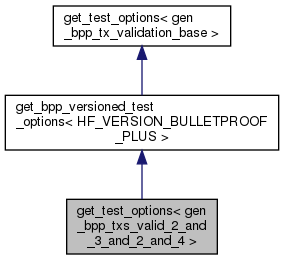 get_test_options< gen
_bpp_tx_validation_base >
get_bpp_versioned_test
_options< HF_VERSION_BULLETPROOF
_PLUS >
get_test_options< gen
_bpp_txs_valid_2_and
_3_and_2_and_4 >